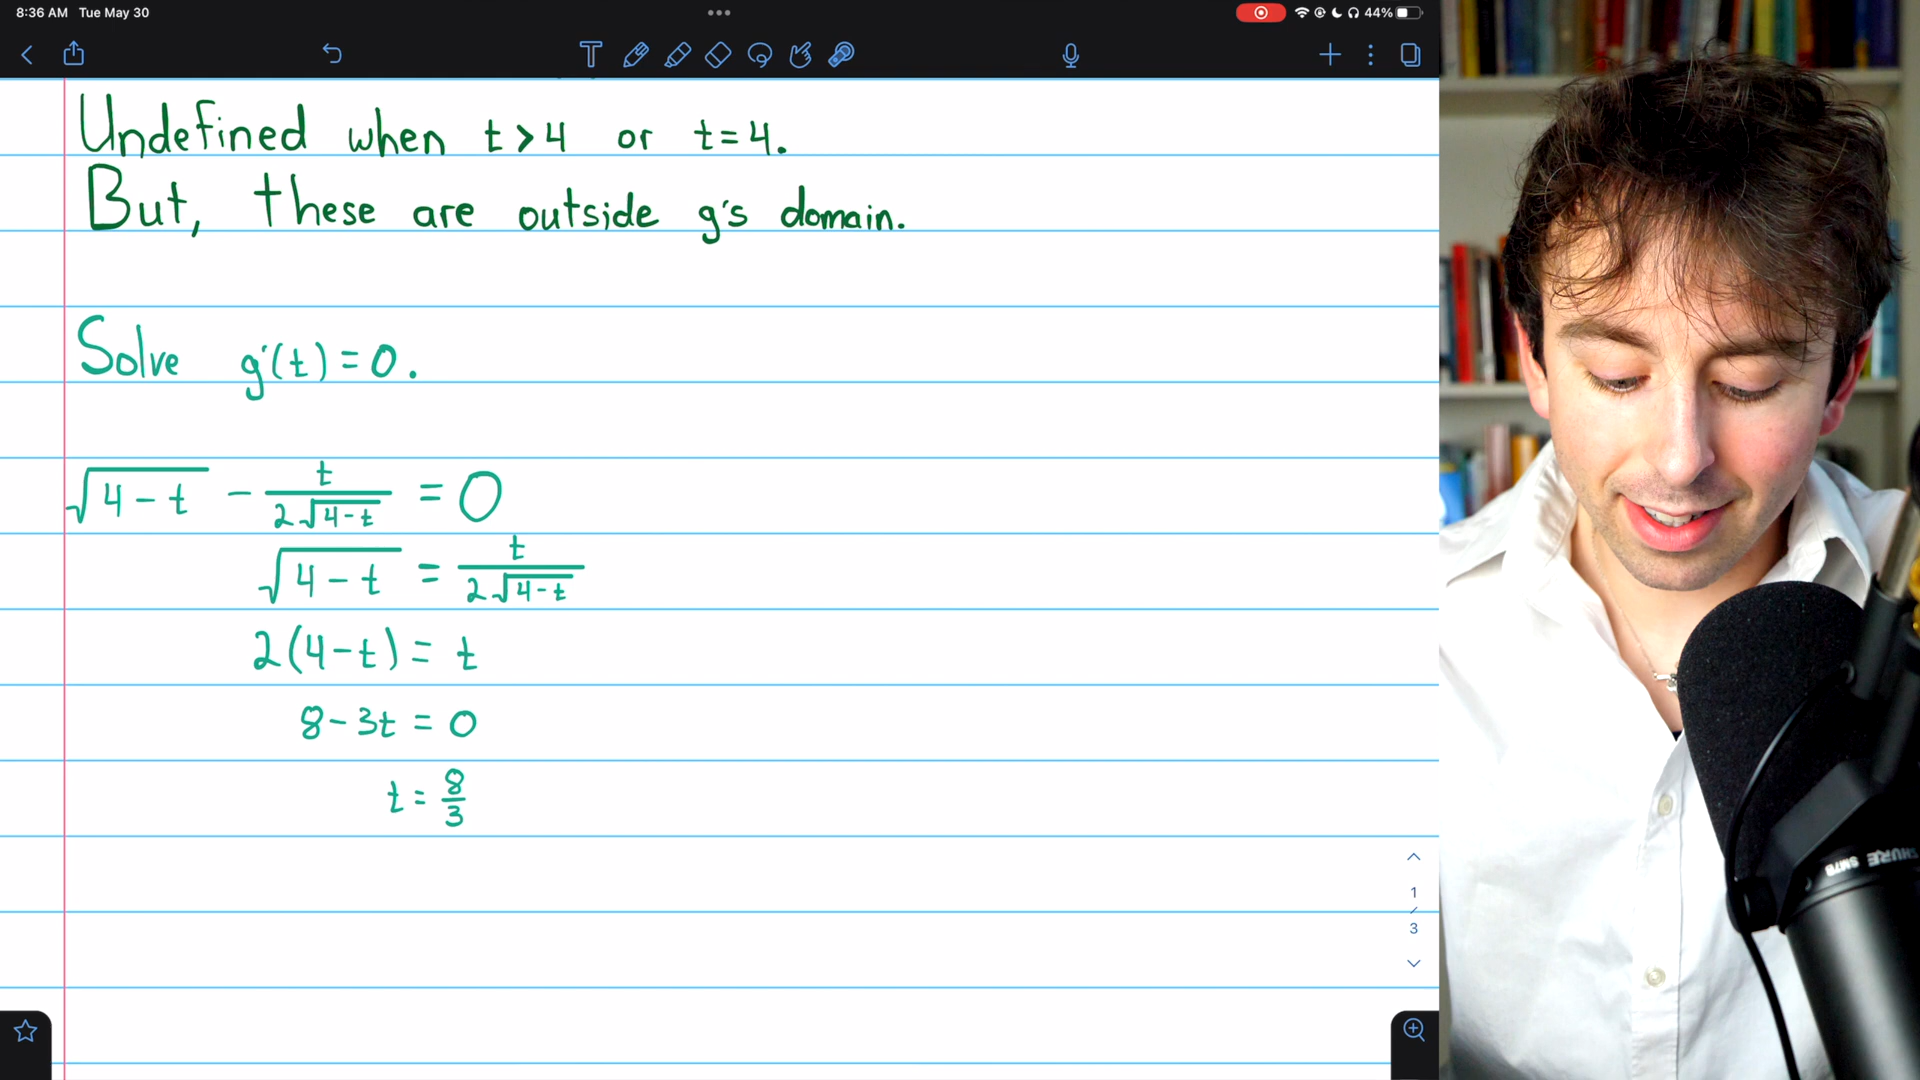 8:36 AM Tue May 30
44%
Undefined when t > 4 or t = 4.
But, these are outside g's domain.
Solve g'(t) = 0.
√(4 - t) - t/(2√(4 - t)) = 0
√(4 - t) = t/(2√(4 - t))
2(4 - t) = t
8 - 3t = 0
t = 8/3
1
/
3
SHURE SM7B